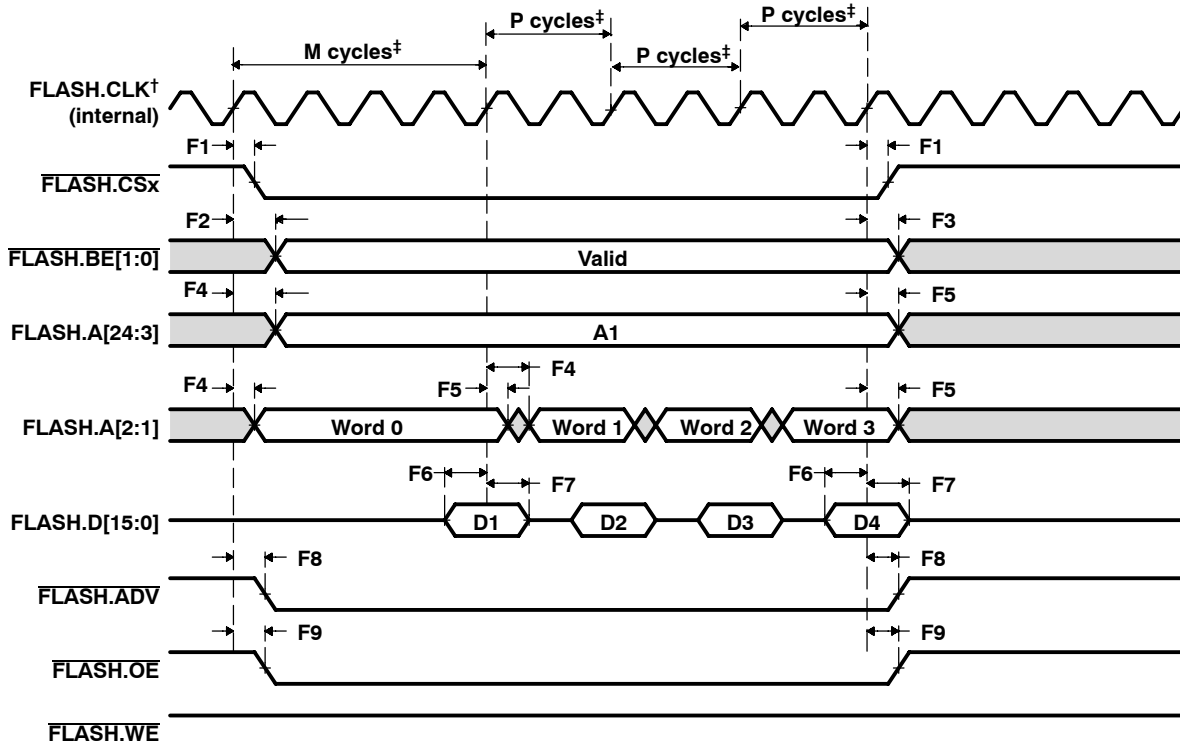 P cycles‡
P cycles‡
M cycles‡
P cycles‡
FLASH.CLK†
(internal)
F1
F1
FLASH.CSx
F2
F3
FLASH.BE[1:0]
Valid
F4
F5
FLASH.A[24:3]
A1
F4
F4
F5
F5
FLASH.A[2:1]
Word 0
Word 1
Word 2
Word 3
F6
F7
F6
F7
FLASH.D[15:0]
D1
D2
D3
D4
F8
F8
FLASH.ADV
F9
F9
FLASH.OE
FLASH.WE